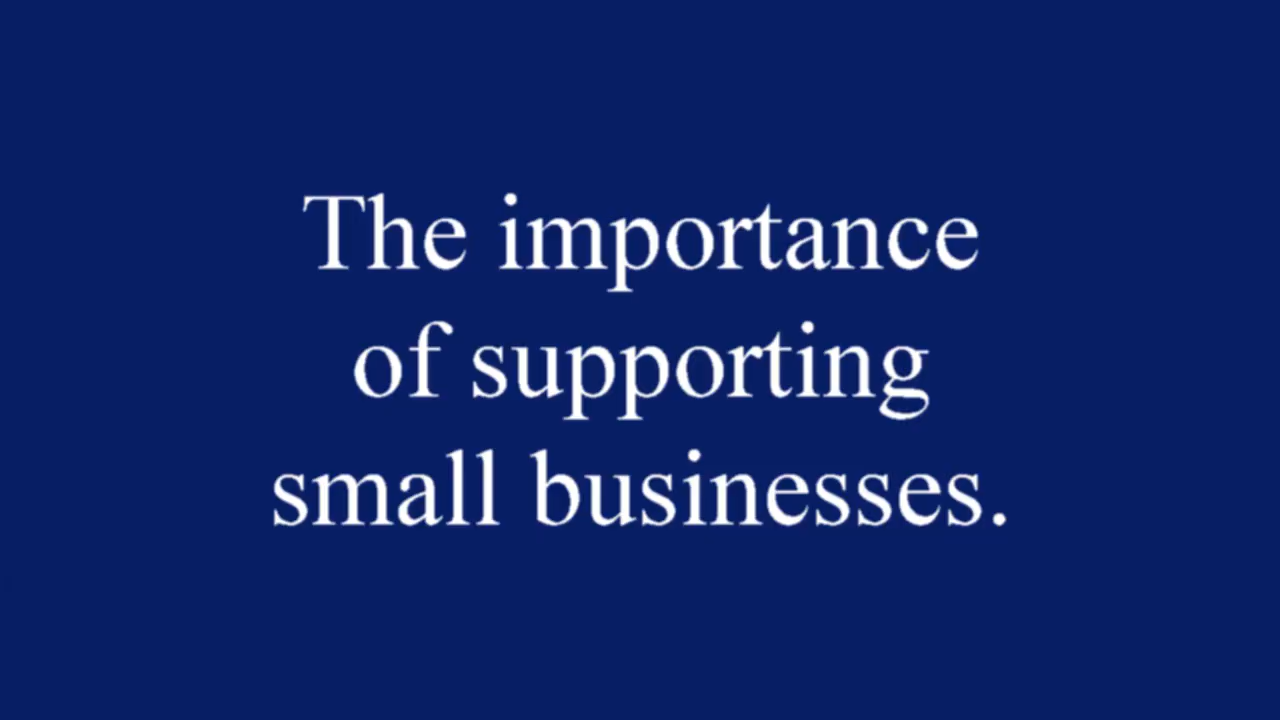 The importance
of supporting
small businesses.